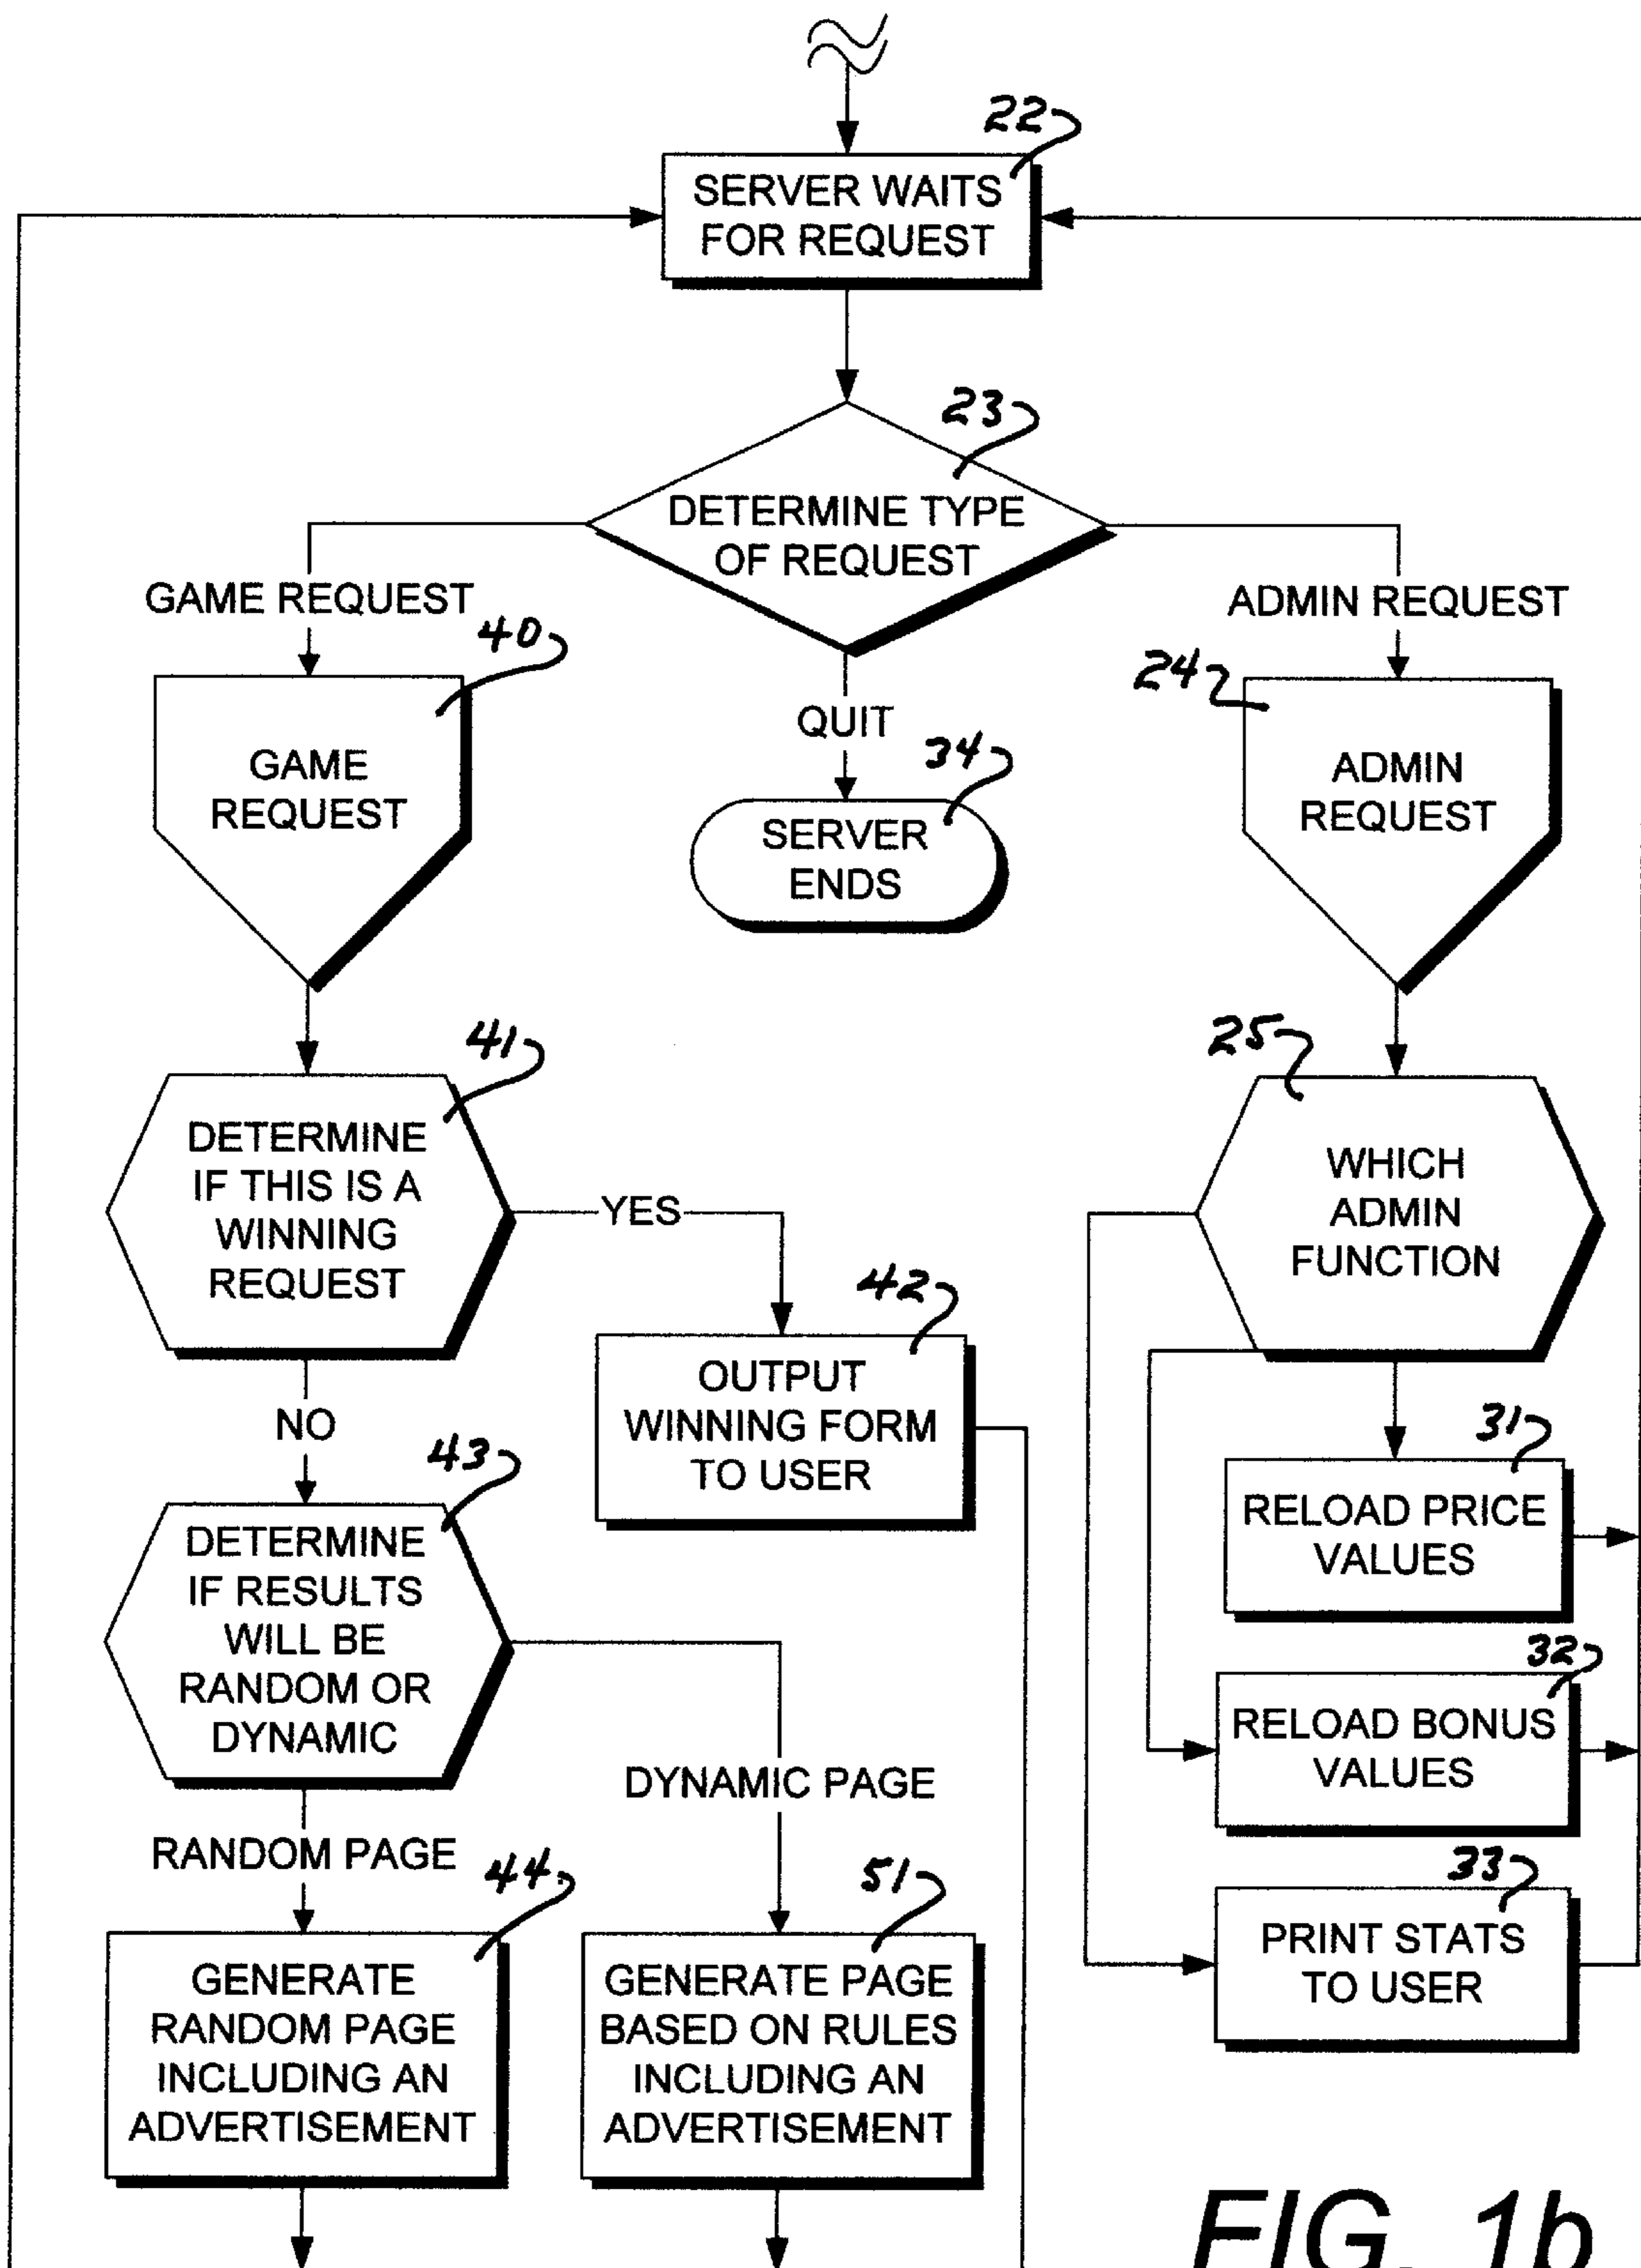 22
SERVER WAITS
FOR REQUEST
23
DETERMINE TYPE
OF REQUEST
GAME REQUEST
ADMIN REQUEST
40
GAME
REQUEST
QUIT
34
SERVER
ENDS
24
ADMIN
REQUEST
41
DETERMINE
IF THIS IS A
WINNING
REQUEST
YES
25
WHICH
ADMIN
FUNCTION
42
OUTPUT
WINNING FORM
TO USER
NO
43
DETERMINE
IF RESULTS
WILL BE
RANDOM OR
DYNAMIC
31
RELOAD PRICE
VALUES
32
RELOAD BONUS
VALUES
DYNAMIC PAGE
RANDOM PAGE
44
GENERATE
RANDOM PAGE
INCLUDING AN
ADVERTISEMENT
51
GENERATE PAGE
BASED ON RULES
INCLUDING AN
ADVERTISEMENT
33
PRINT STATS
TO USER
FIG. 1b